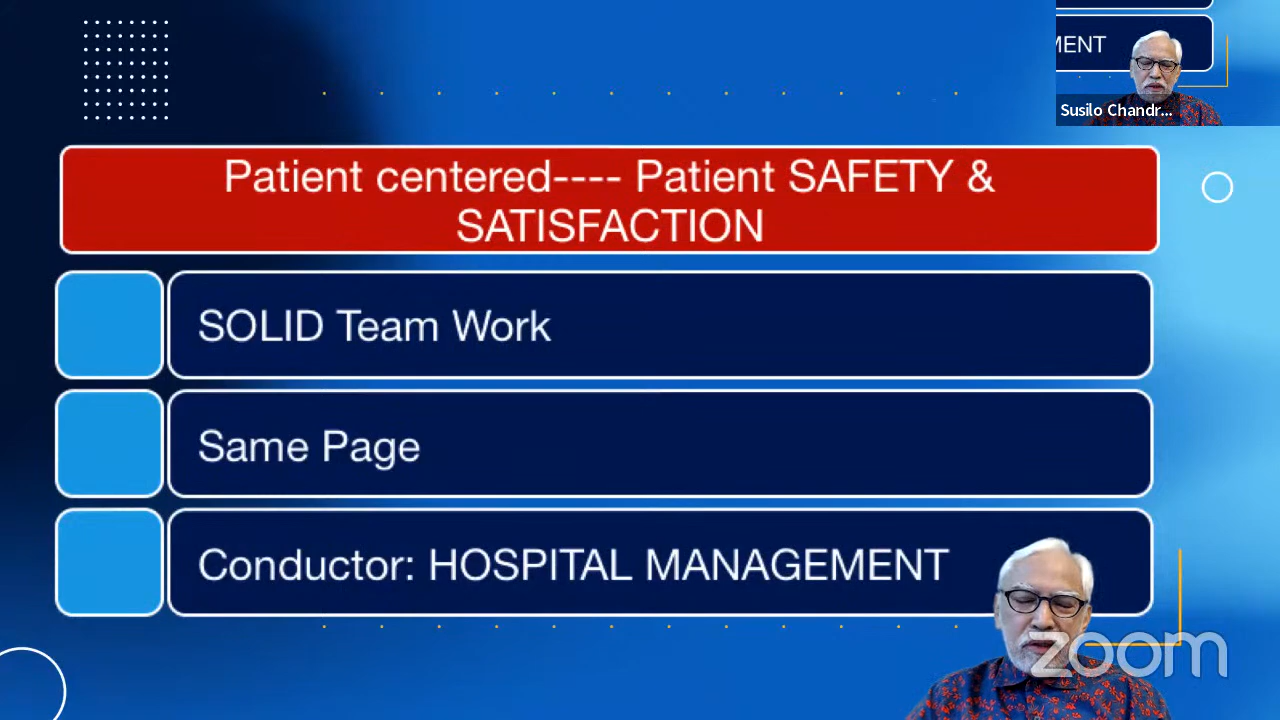 MENT
Susilo Chandr...
Patient centered---- Patient SAFETY &
SATISFACTION
SOLID Team Work
Same Page
Conductor: HOSPITAL MANAGEMENT
zoom